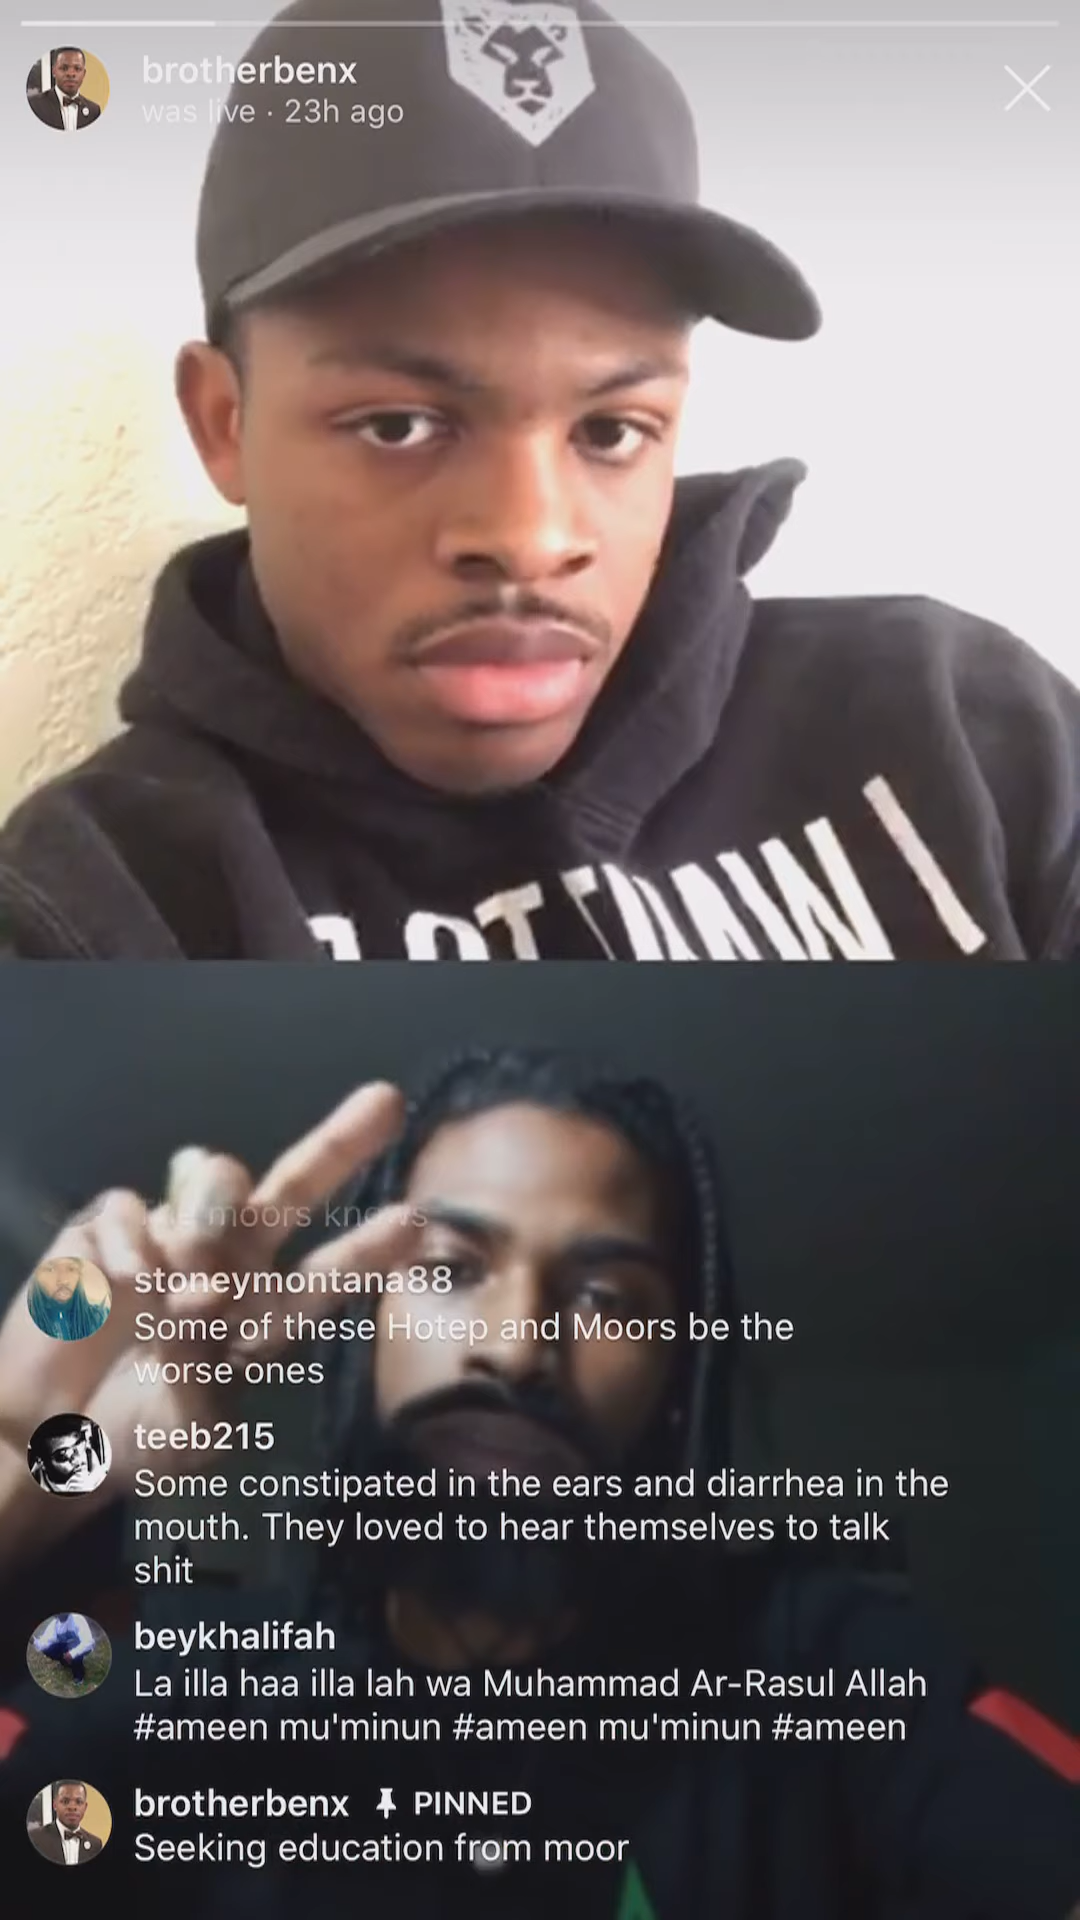 brotherbenx
was live · 23h ago
moors knows
stoneymontana88
Some of these Hotep and Moors be the
worse ones
teeb215
Some constipated in the ears and diarrhea in the
mouth. They loved to hear themselves to talk
shit
beykhalifah
La illa haa illa lah wa Muhammad Ar-Rasul Allah
#ameen mu'minun #ameen mu'minun #ameen
brotherbenx PINNED
Seeking education from moor